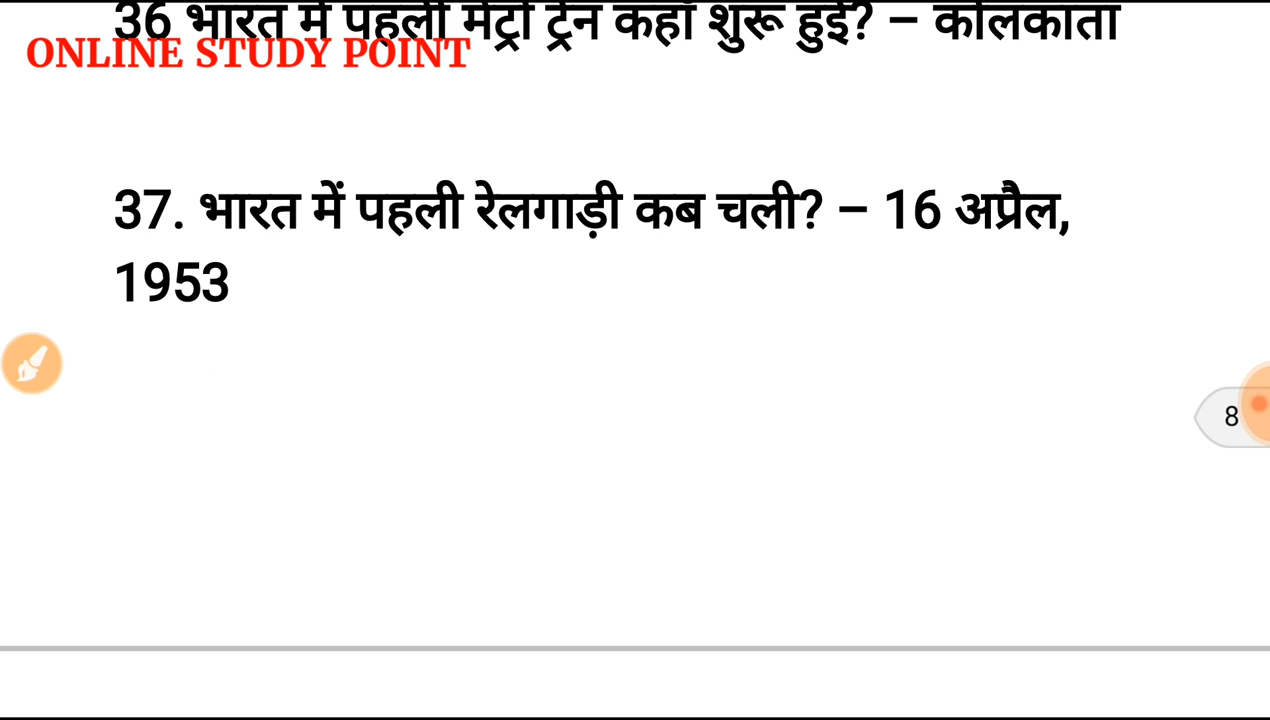 36 भारत में पहली मेट्रो ट्रेन कहाँ शुरू हुई? – कोलकाता
ONLINE STUDY POINT
37. भारत में पहली रेलगाड़ी कब चली? – 16 अप्रैल,
1953
8